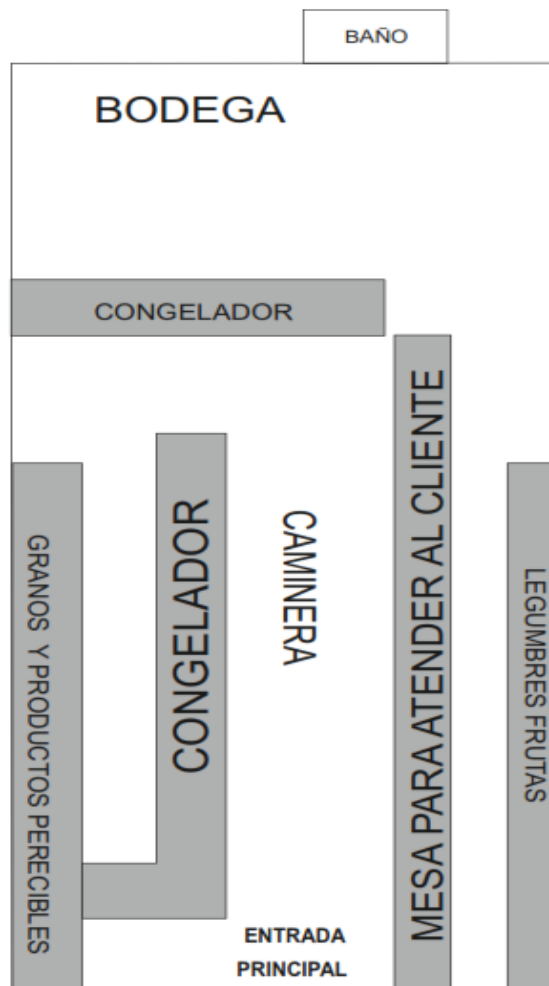 BAÑO
BODEGA
CONGELADOR
GRANOS Y PRODUCTOS PERECIBLES
CONGELADOR
CAMINERA
MESA PARA ATENDER AL CLIENTE
LEGUMBRES FRUTAS
ENTRADA
PRINCIPAL